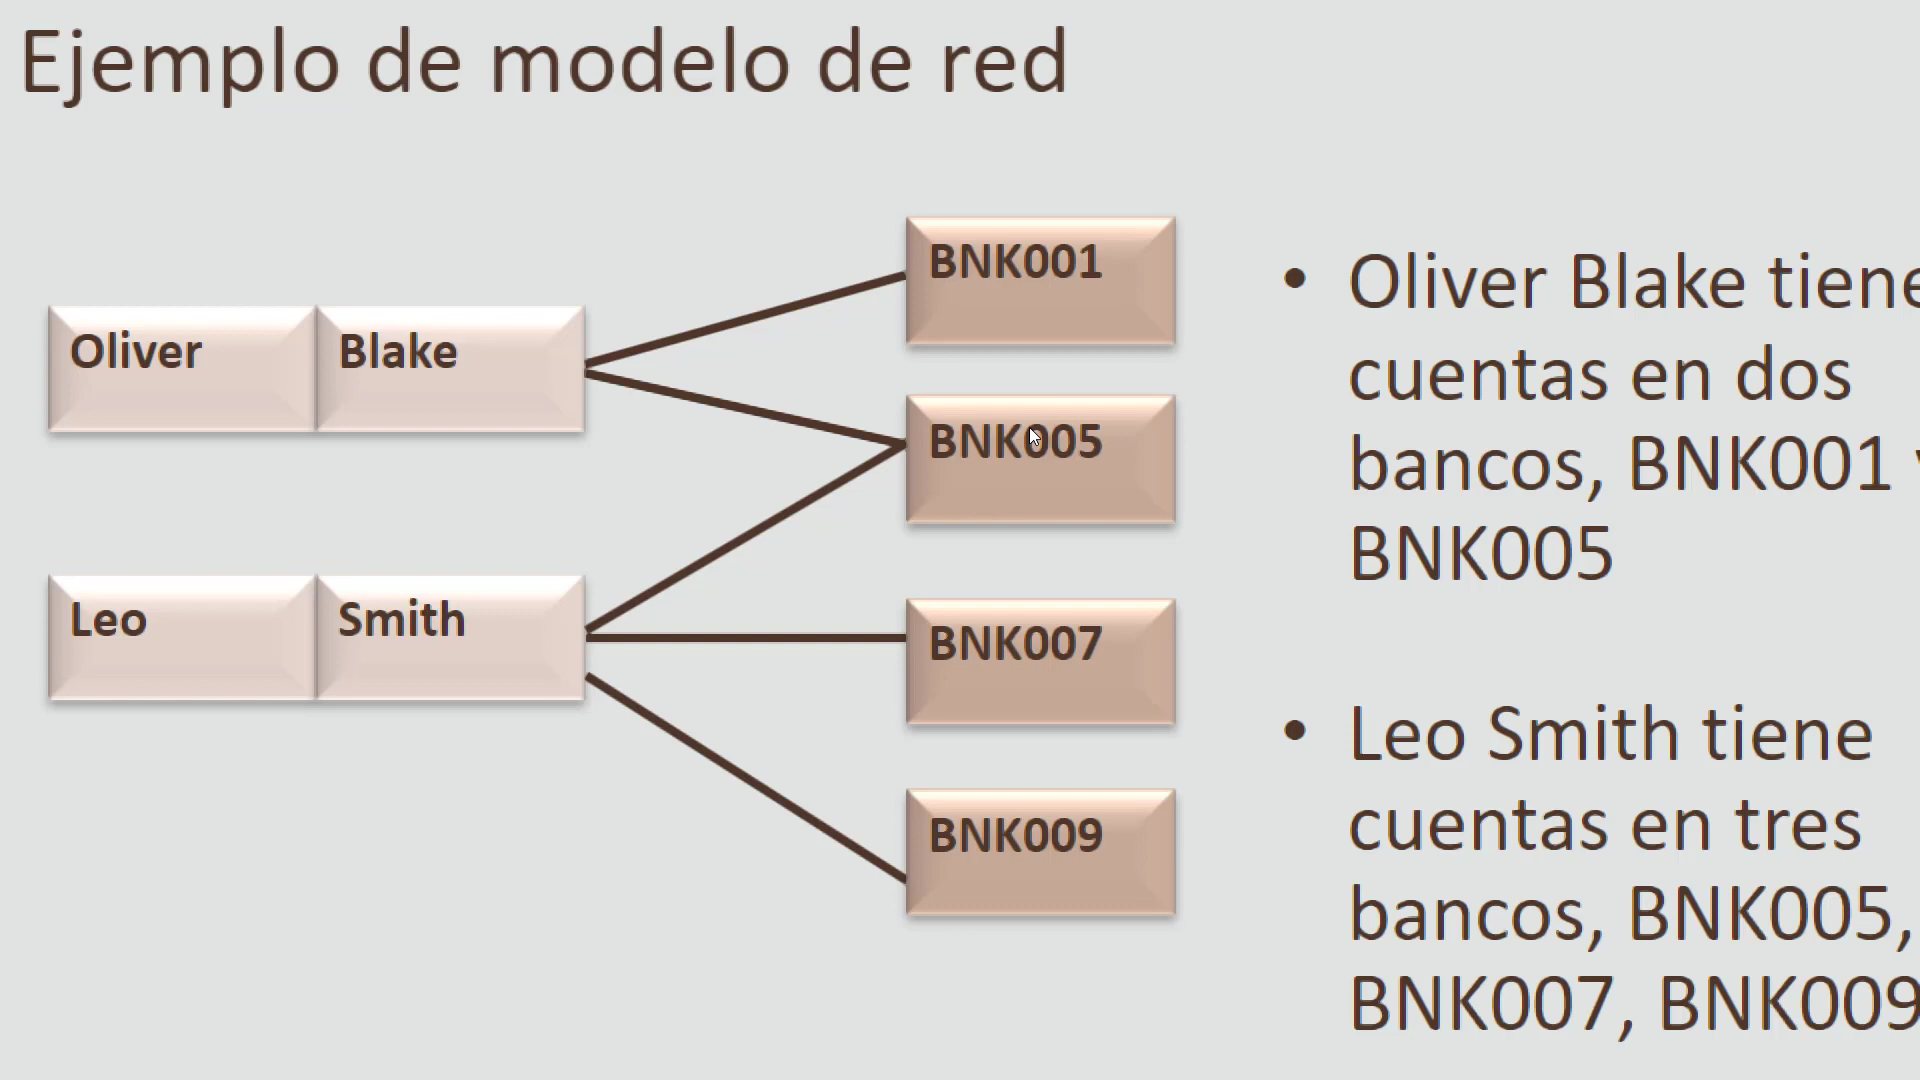 Ejemplo de modelo de red
Oliver Blake
Leo Smith
BNK001
BNK005
BNK007
BNK009
• Oliver Blake tiene
cuentas en dos
bancos, BNK001
BNK005
• Leo Smith tiene
cuentas en tres
bancos, BNK005,
BNK007, BNK009